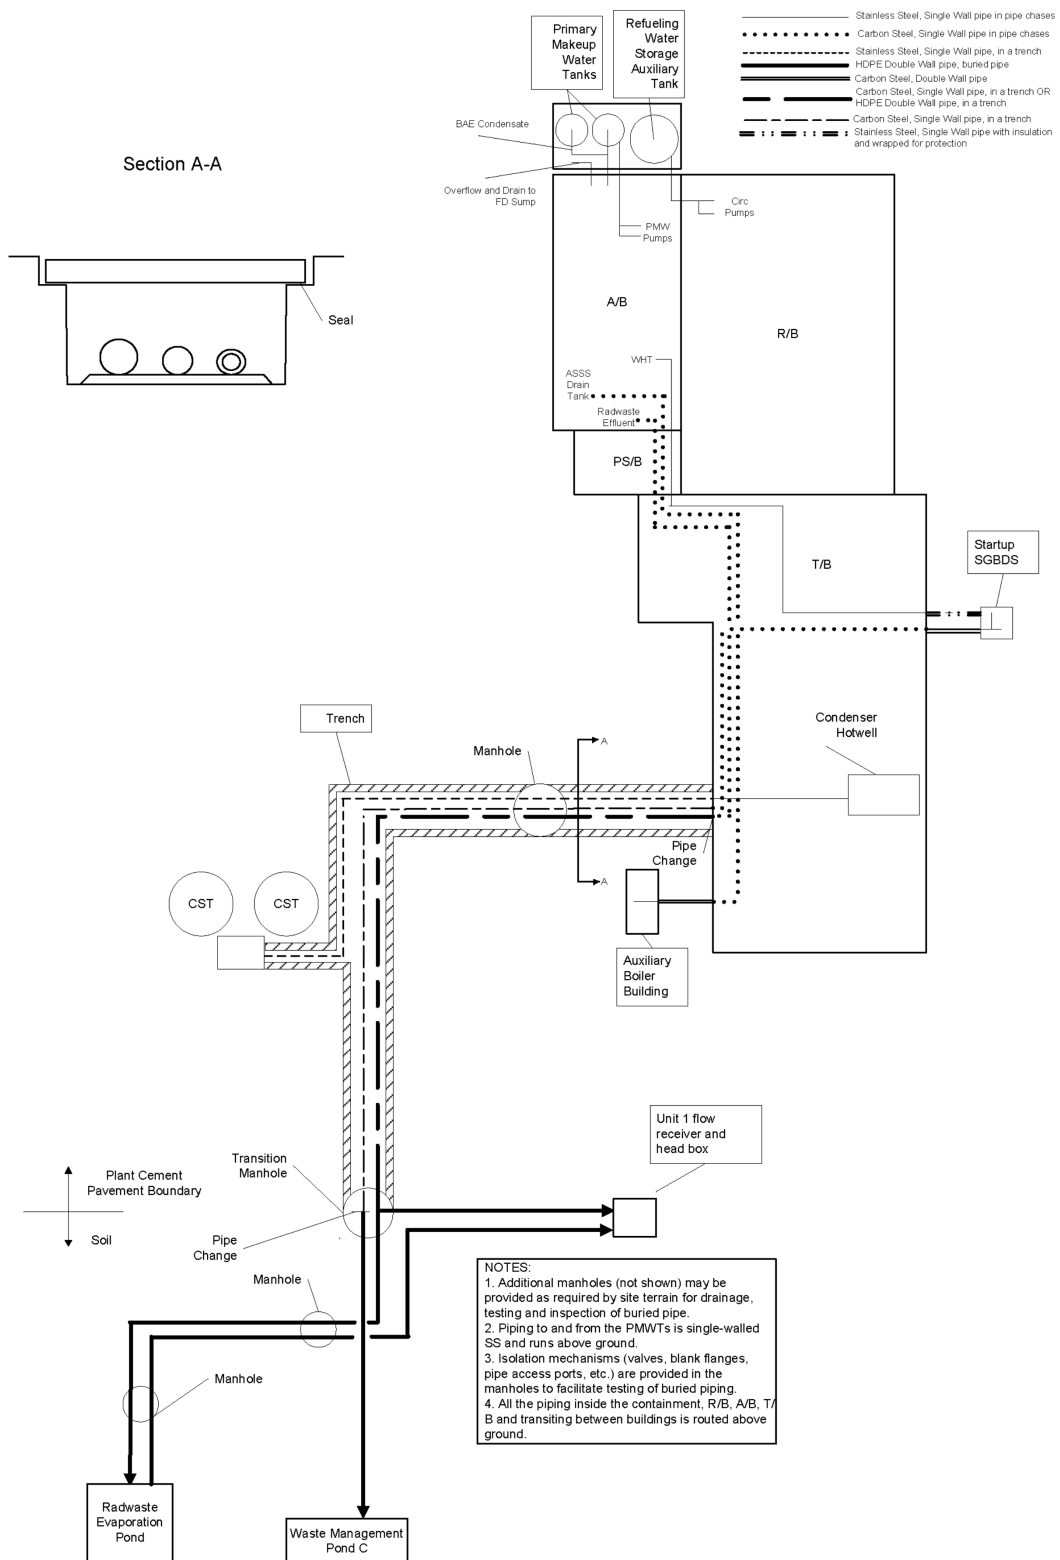 Primary
Makeup
Water
Tanks
Refueling
Water
Storage
Auxiliary
Tank
Stainless Steel, Single Wall pipe in pipe chases
Carbon Steel, Single Wall pipe in pipe chases
Stainless Steel, Single Wall pipe, in a trench
HDPE Double Wall pipe, buried pipe
Carbon Steel, Double Wall pipe
Carbon Steel, Single Wall pipe, in a trench OR
HDPE Double Wall pipe, in a trench
Carbon Steel, Single Wall pipe, in a trench
Stainless Steel, Single Wall pipe with insulation
and wrapped for protection
BAE Condensate
Section A-A
Overflow and Drain to
FD Sump
Circ
Pumps
PMW
Pumps
Seal
A/B
R/B
WHT
ASSS
Drain
Tank
Radwaste
Effluent
PS/B
T/B
Startup
SGBDS
Trench
Manhole
A
Condenser
Hotwell
Pipe
Change
A
CST
CST
Auxiliary
Boiler
Building
Unit 1 flow
receiver and
head box
Transition
Manhole
Plant Cement
Pavement Boundary
Soil
Pipe
Change
Manhole
NOTES:
1. Additional manholes (not shown) may be
provided as required by site terrain for drainage,
testing and inspection of buried pipe.
2. Piping to and from the PMWTs is single-walled
SS and runs above ground.
3. Isolation mechanisms (valves, blank flanges,
pipe access ports, etc.) are provided in the
manholes to facilitate testing of buried piping.
4. All the piping inside the containment, R/B, A/B, T/
B and transiting between buildings is routed above
ground.
Manhole
Radwaste
Evaporation
Pond
Waste Management
Pond C